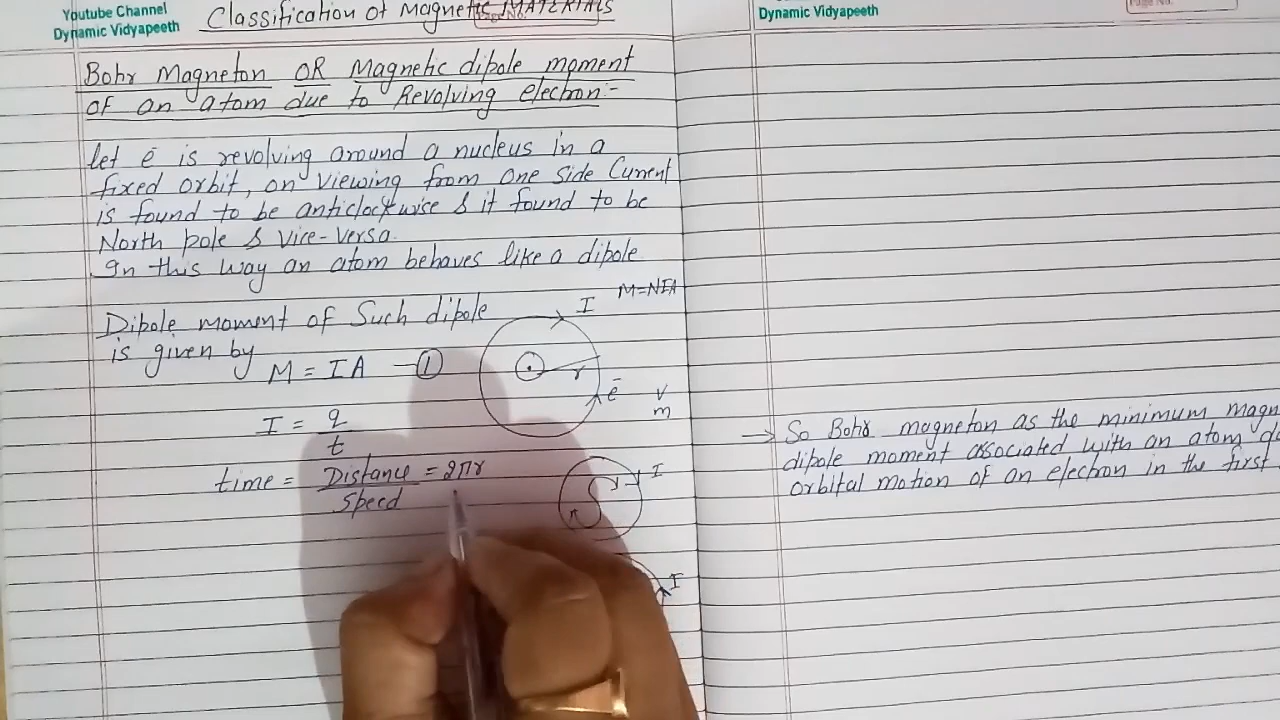 Youtube Channel
Dynamic Vidyapeeth
Classification of Magnetic MATERIALS
Bohr Magneton OR Magnetic dipole moment
of an atom due to Revolving electron:-
let ē is revolving around a nucleus in a
fixed orbit, on viewing from one side Current
is found to be anticlockwise & it found to be
North pole & Vice-Versa.
In this way an atom behaves like a dipole
Dipole moment of Such dipole
is given by
M = IA —①
I
M=NIA
r
ē
V
m
I = q/t
time = Distance/Speed = 2πr
I
I
Dynamic Vidyapeeth
Page No.
→ So Bohr magneton as the minimum
dipole moment associated with an atom
orbital motion of an electron in the first